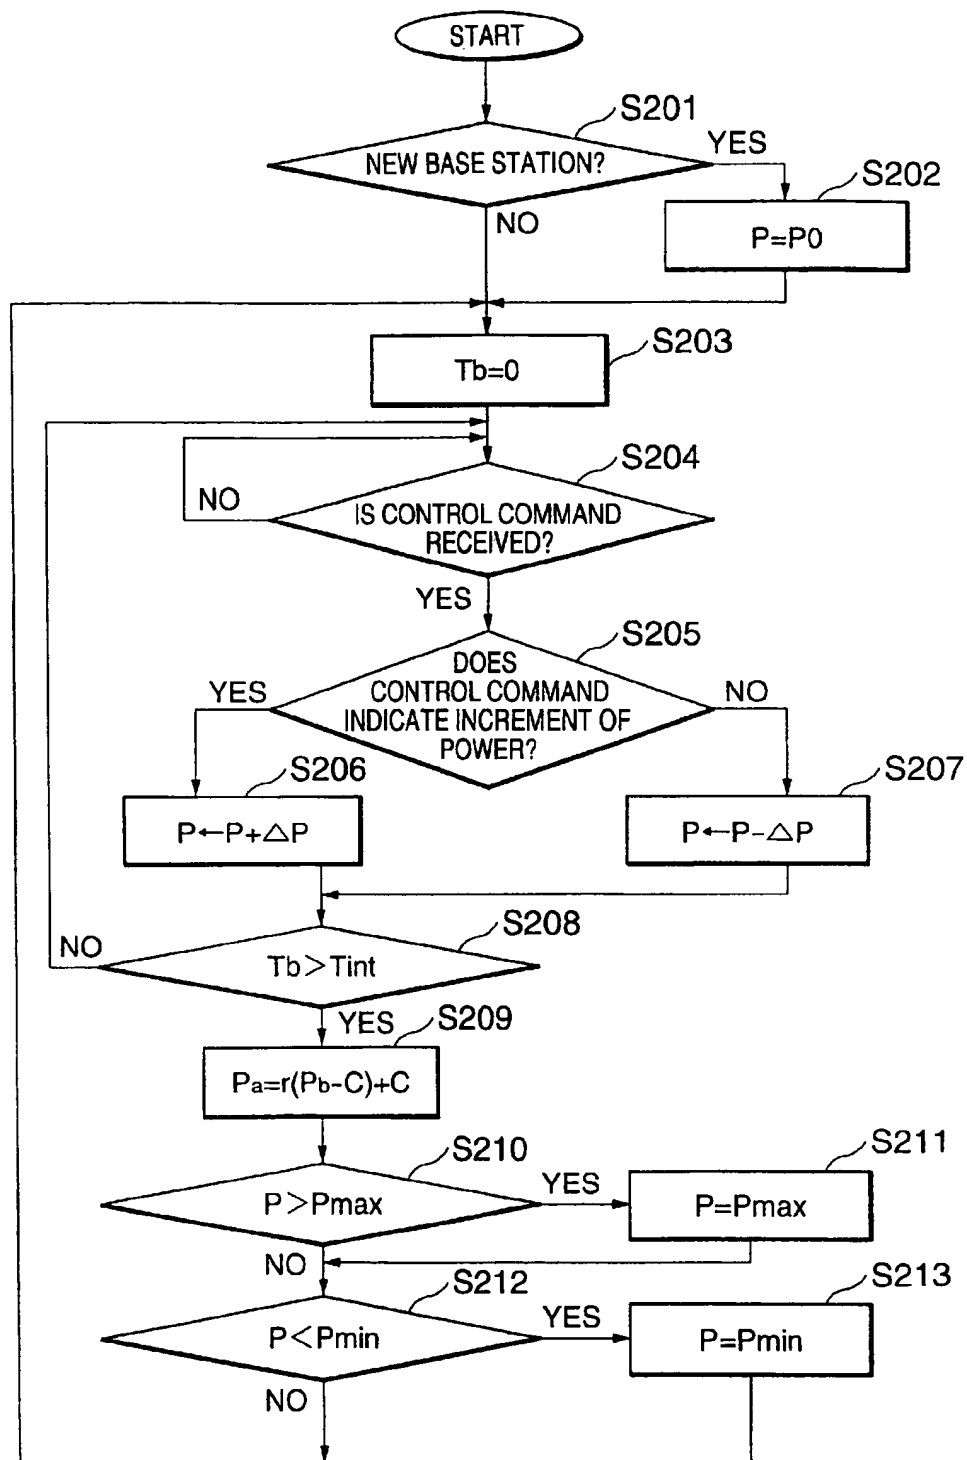 START
S201
NEW BASE STATION?
YES
S202
P=P0
NO
S203
Tb=0
S204
NO
IS CONTROL COMMAND
RECEIVED?
YES
S205
DOES
CONTROL COMMAND
INDICATE INCREMENT OF
POWER?
YES
NO
S206
P←P+△P
S207
P←P-△P
S208
NO
Tb>Tint
YES
S209
Pa=r(Pb-C)+C
S210
P>Pmax
YES
S211
P=Pmax
NO
S212
P<Pmin
YES
S213
P=Pmin
NO